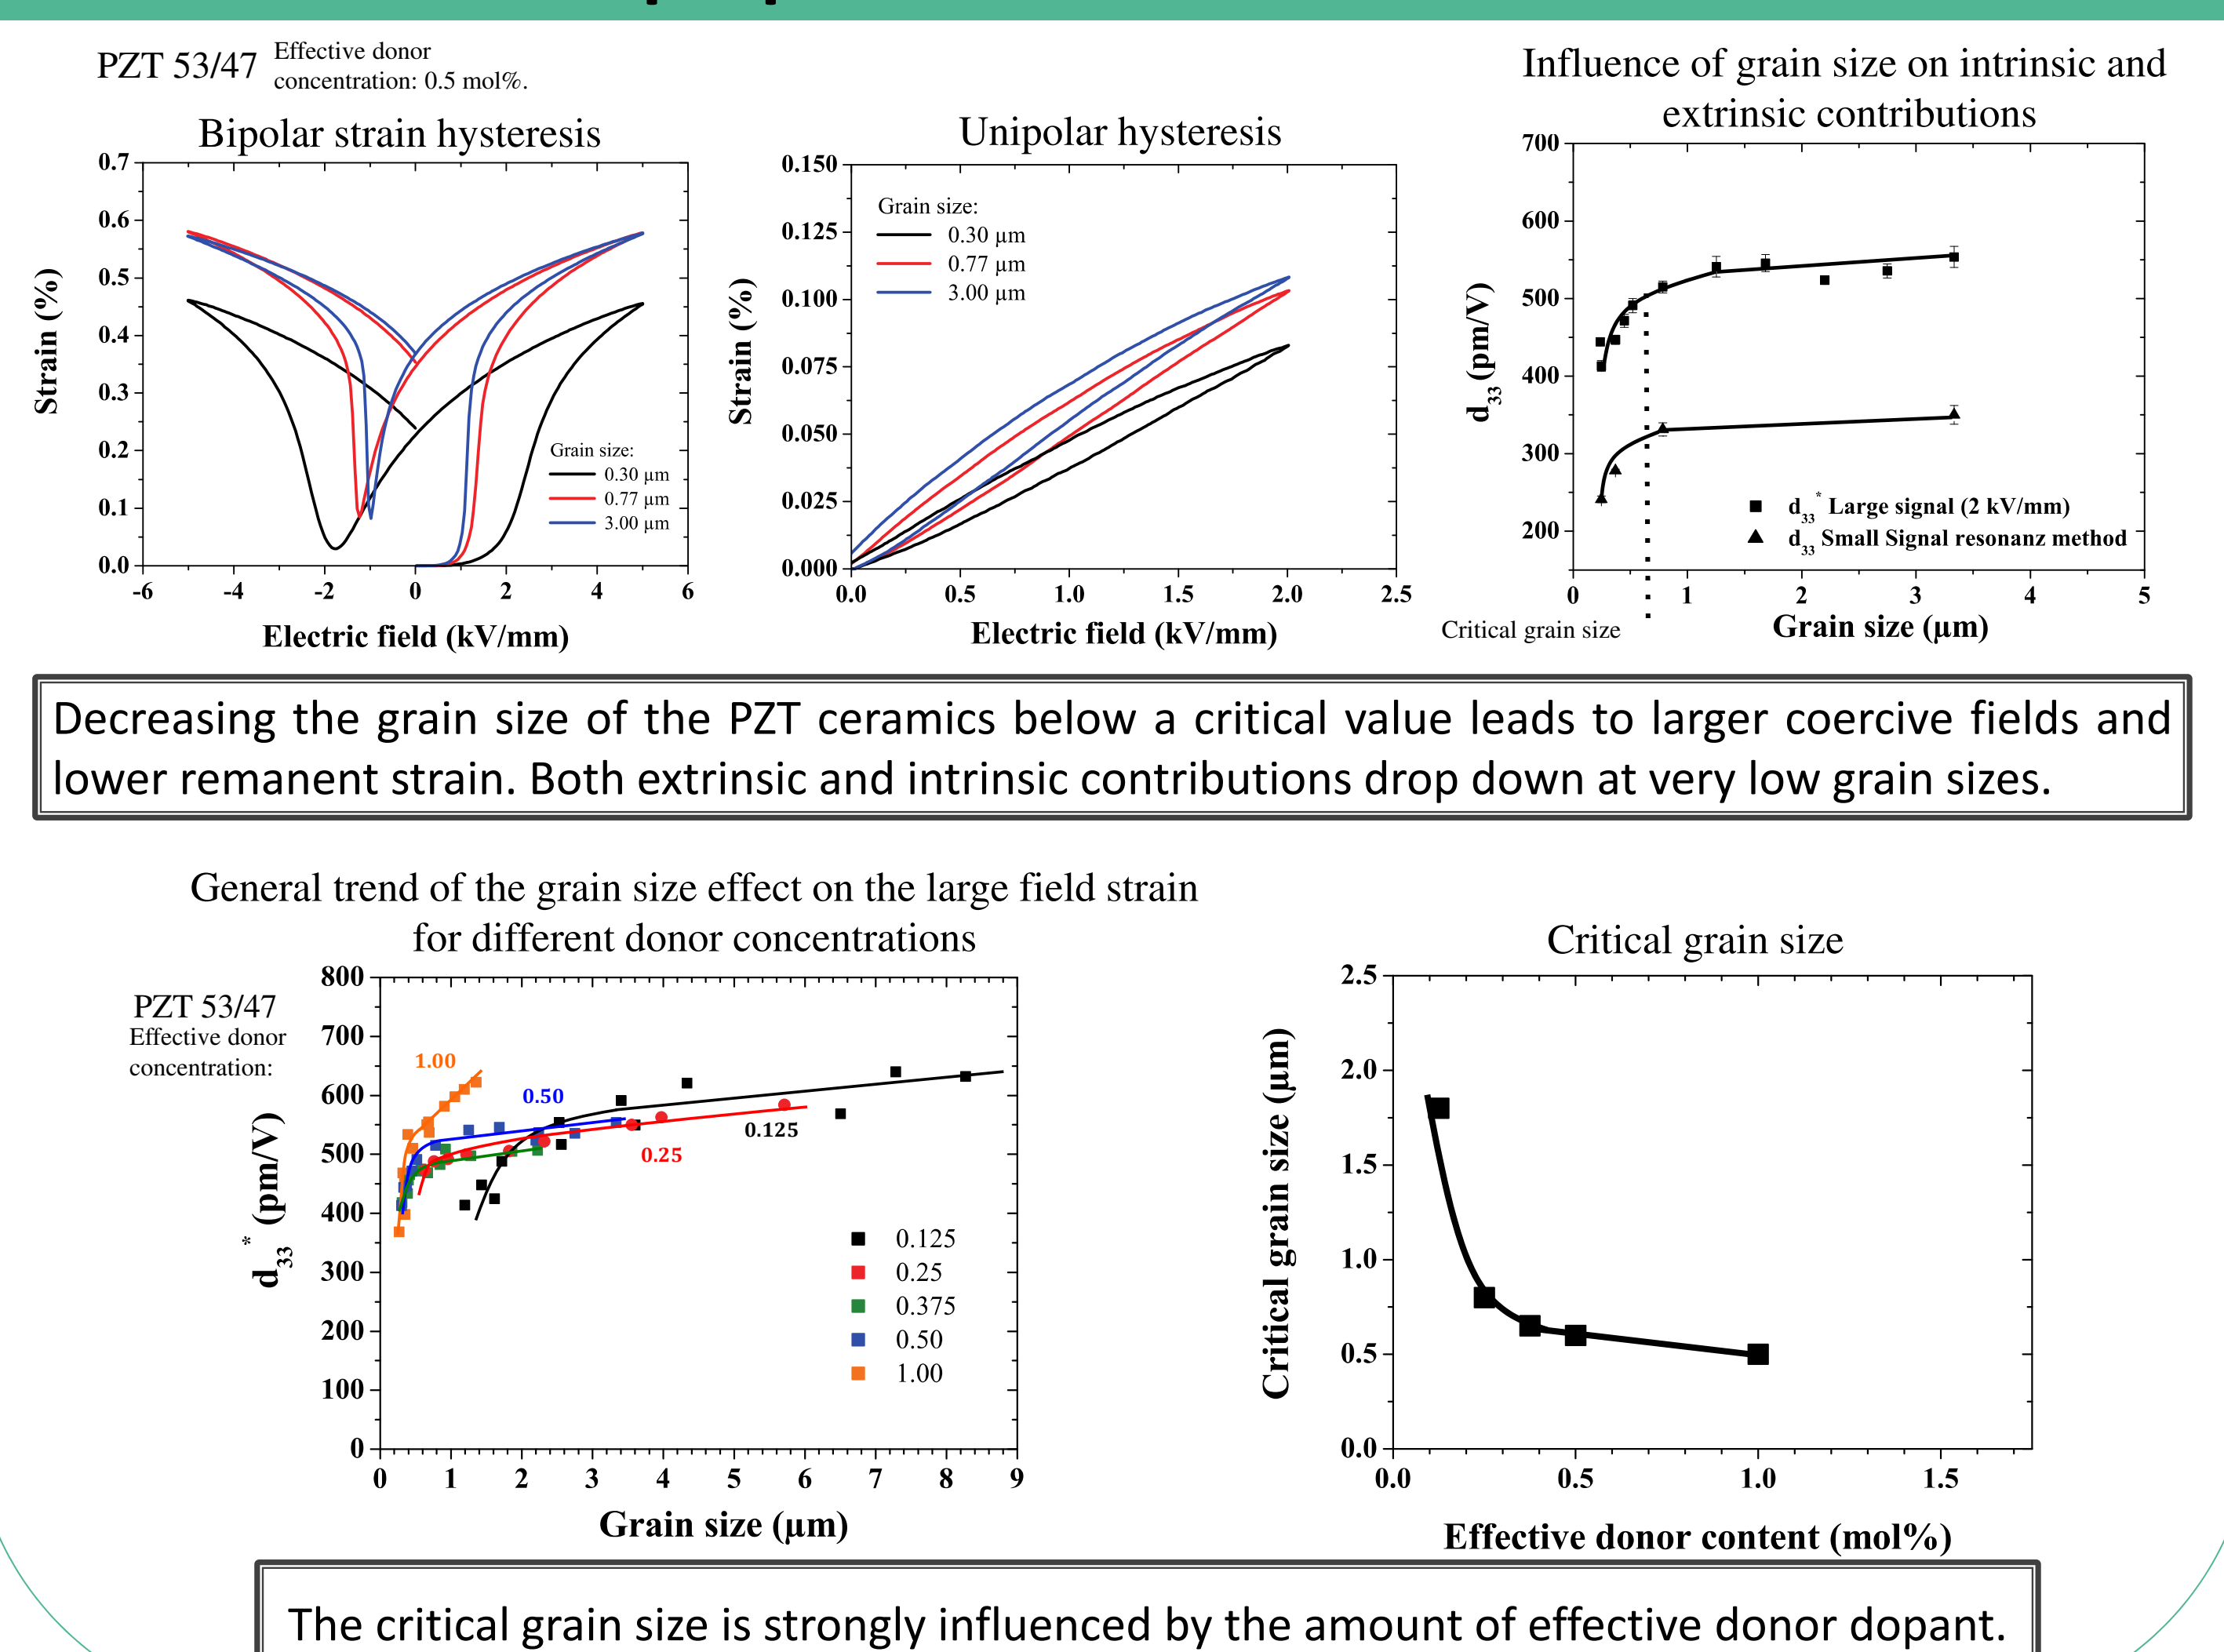 PZT 53/47
Effective donor
concentration: 0.5 mol%.
Bipolar strain hysteresis
0.7
0.6
0.5
0.4
0.3
0.2
0.1
0.0
Strain (%)
Grain size:
0.30 µm
0.77 µm
3.00 µm
-6 -4 -2 0 2 4 6
Electric field (kV/mm)
Unipolar hysteresis
0.150
0.125
0.100
0.075
0.050
0.025
0.000
Strain (%)
Grain size:
0.30 µm
0.77 µm
3.00 µm
0.0 0.5 1.0 1.5 2.0 2.5
Electric field (kV/mm)
Influence of grain size on intrinsic and
extrinsic contributions
700
600
500
400
300
200
d33 (pm/V)
d33* Large signal (2 kV/mm)
d33 Small Signal resonanz method
0 1 2 3 4 5
Critical grain size
Grain size (µm)
Decreasing the grain size of the PZT ceramics below a critical value leads to larger coercive fields and
lower remanent strain. Both extrinsic and intrinsic contributions drop down at very low grain sizes.
General trend of the grain size effect on the large field strain
for different donor concentrations
PZT 53/47
Effective donor
concentration:
800
700
600
500
400
300
200
100
0
d33* (pm/V)
1.00
0.50
0.25
0.125
0.125
0.25
0.375
0.50
1.00
0 1 2 3 4 5 6 7 8 9
Grain size (µm)
Critical grain size
2.5
2.0
1.5
1.0
0.5
0.0
Critical grain size (µm)
0.0 0.5 1.0 1.5
Effective donor content (mol%)
The critical grain size is strongly influenced by the amount of effective donor dopant.